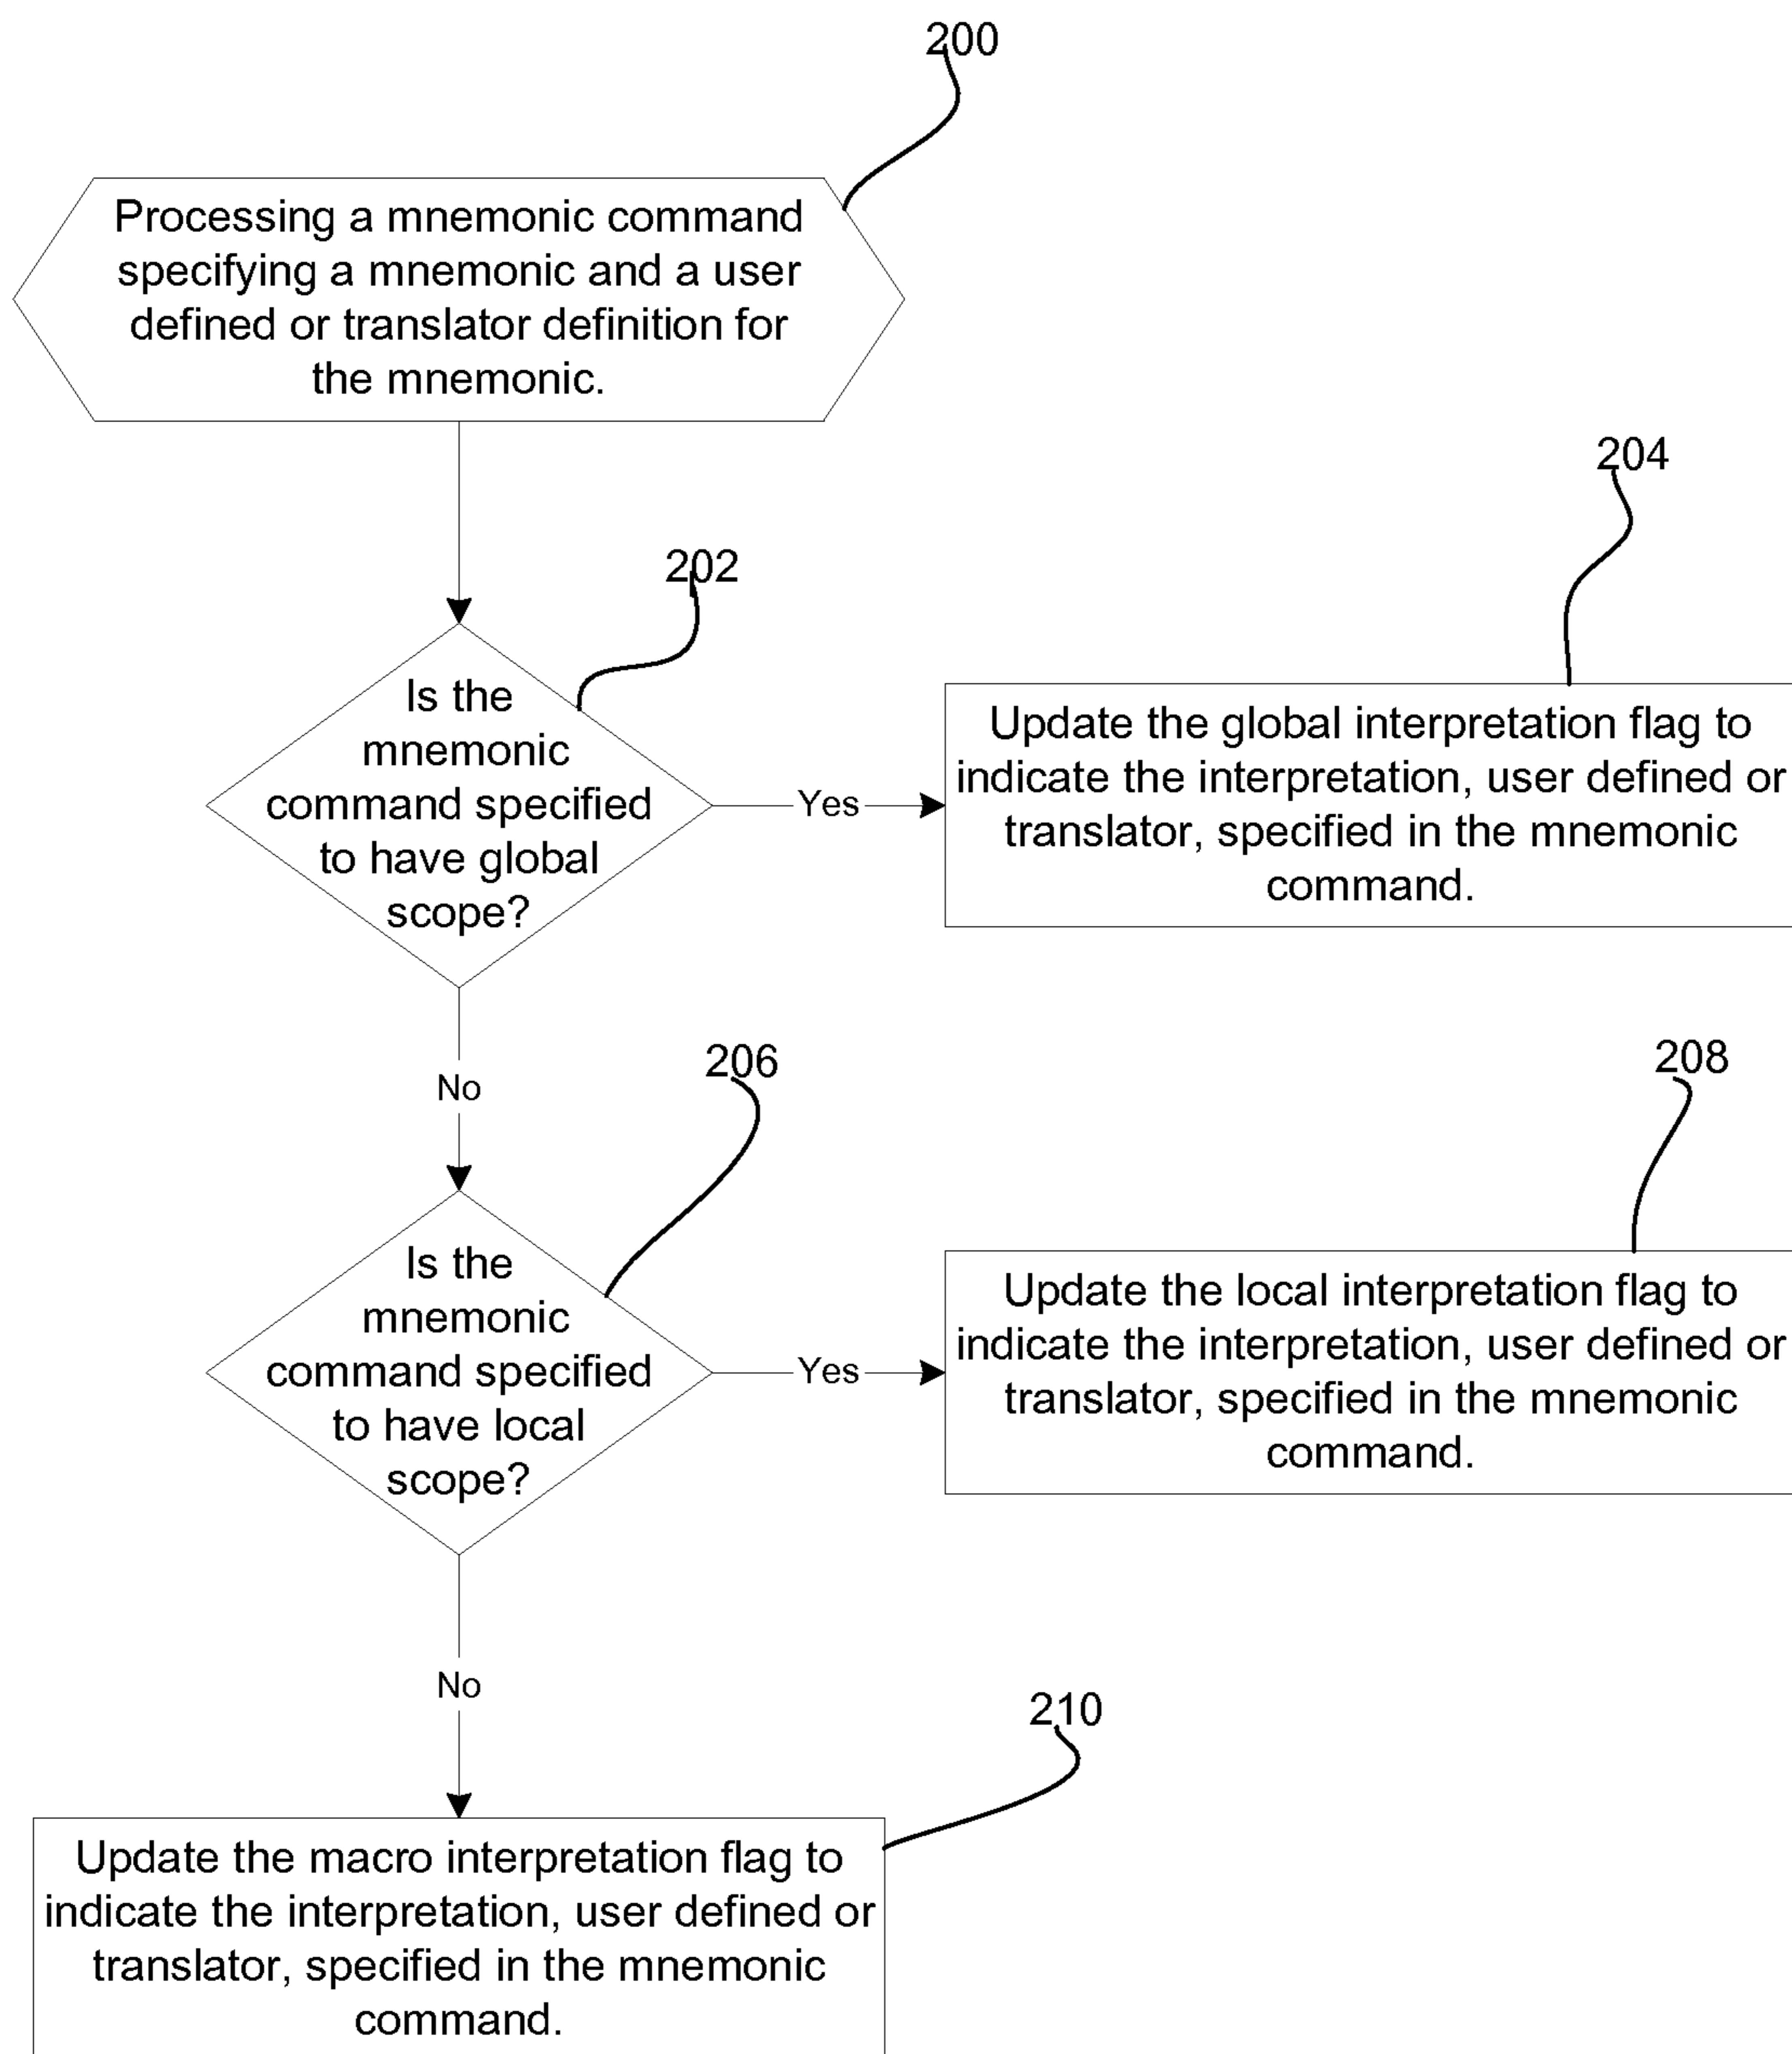 200
Processing a mnemonic command
specifying a mnemonic and a user
defined or translator definition for
the mnemonic.
202
Is the
mnemonic
command specified
to have global
scope?
Yes
204
Update the global interpretation flag to
indicate the interpretation, user defined or
translator, specified in the mnemonic
command.
No
206
Is the
mnemonic
command specified
to have local
scope?
Yes
208
Update the local interpretation flag to
indicate the interpretation, user defined or
translator, specified in the mnemonic
command.
No
210
Update the macro interpretation flag to
indicate the interpretation, user defined or
translator, specified in the mnemonic
command.